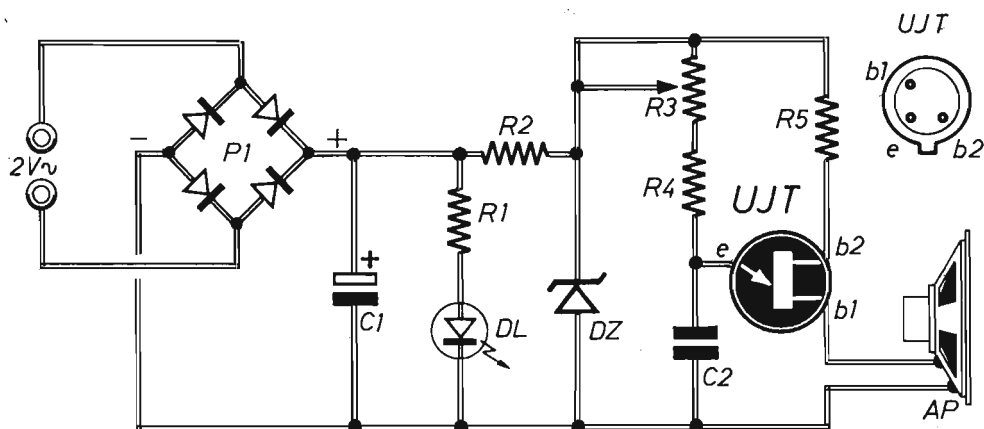 UJT
b1
e
b2
2V~
P1
-
+
R2
R1
+
C1
DL
DZ
R3
R4
R5
UJT
e
b2
b1
C2
AP